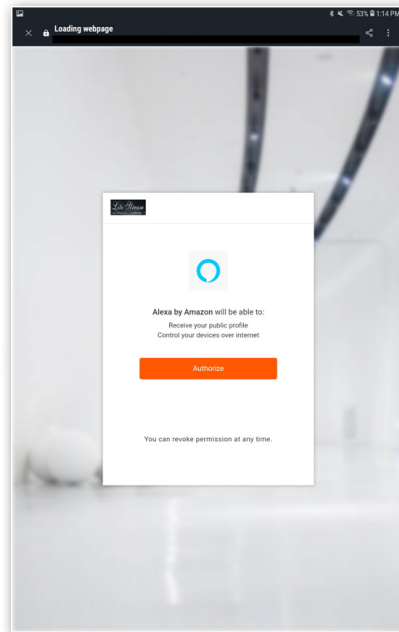 53% 1:14 PM
Loading webpage
Alexa by Amazon will be able to:
Receive your public profile
Control your devices over internet
Authorize
You can revoke permission at any time.